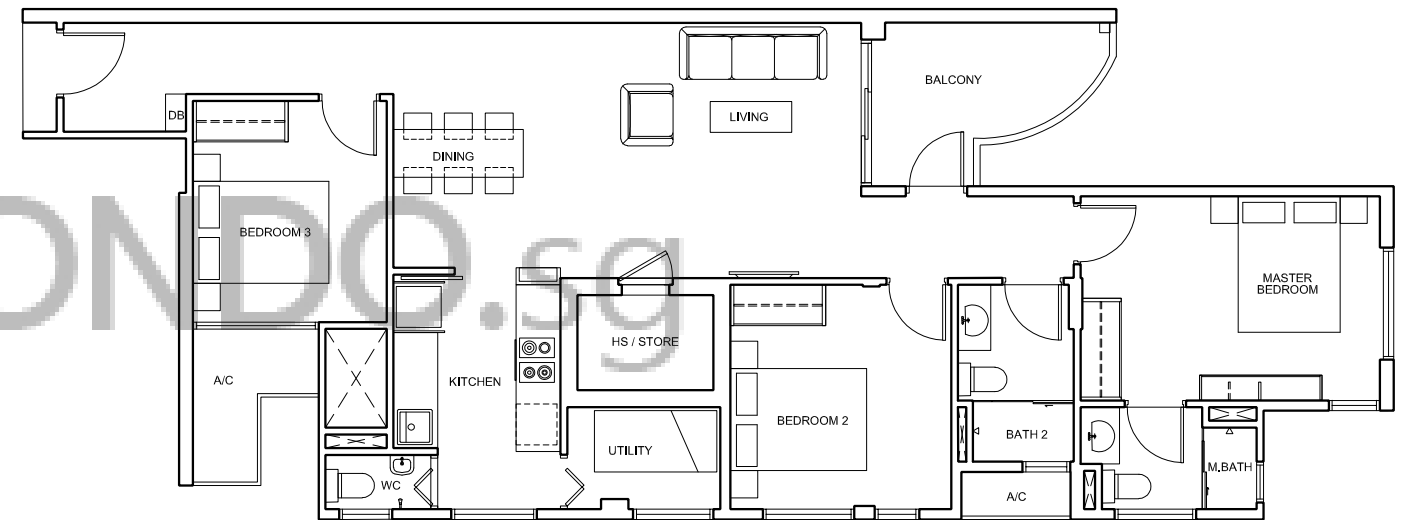 BALCONY
DB
LIVING
DINING
BEDROOM 3
ONDO.sg
MASTER
BEDROOM
HS / STORE
A/C
KITCHEN
BEDROOM 2
BATH 2
UTILITY
M.BATH
WC
A/C